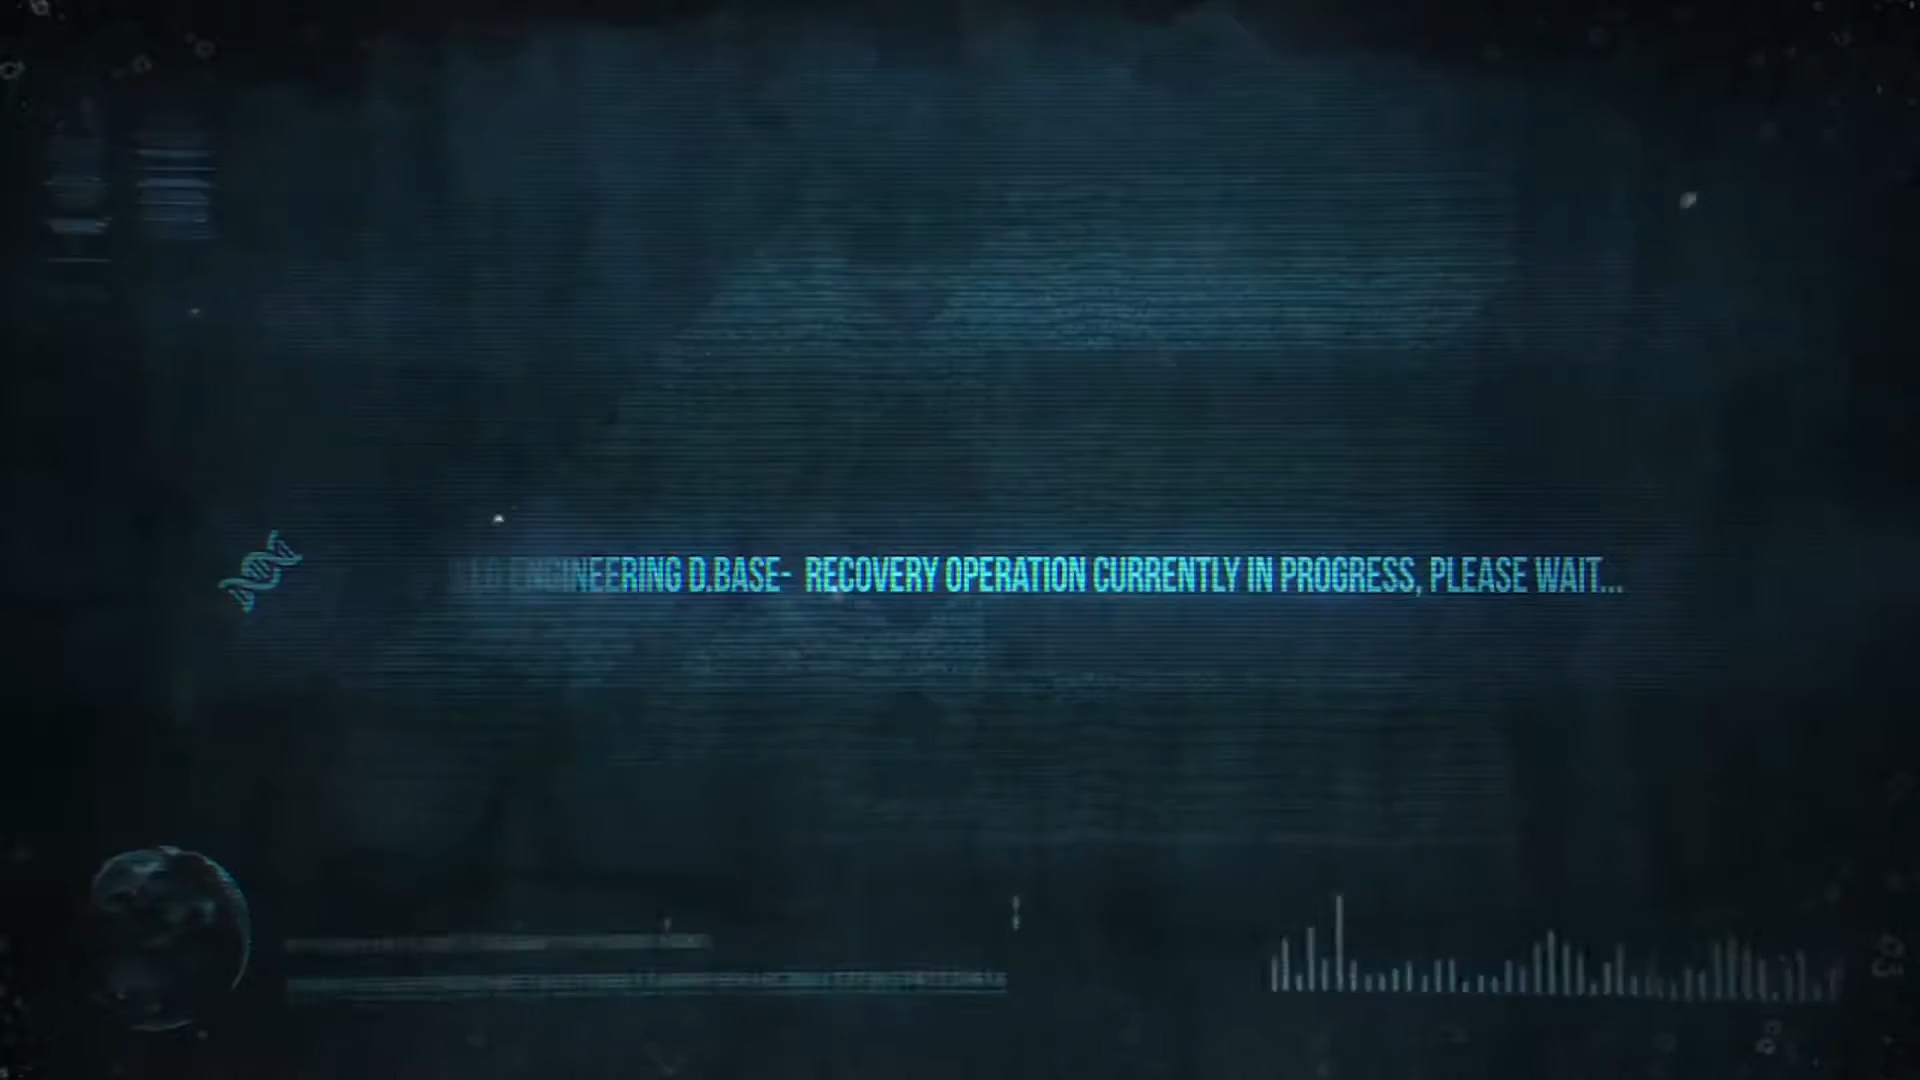 ENGINEERING D.BASE- RECOVERY OPERATION CURRENTLY IN PROGRESS, PLEASE WAIT...